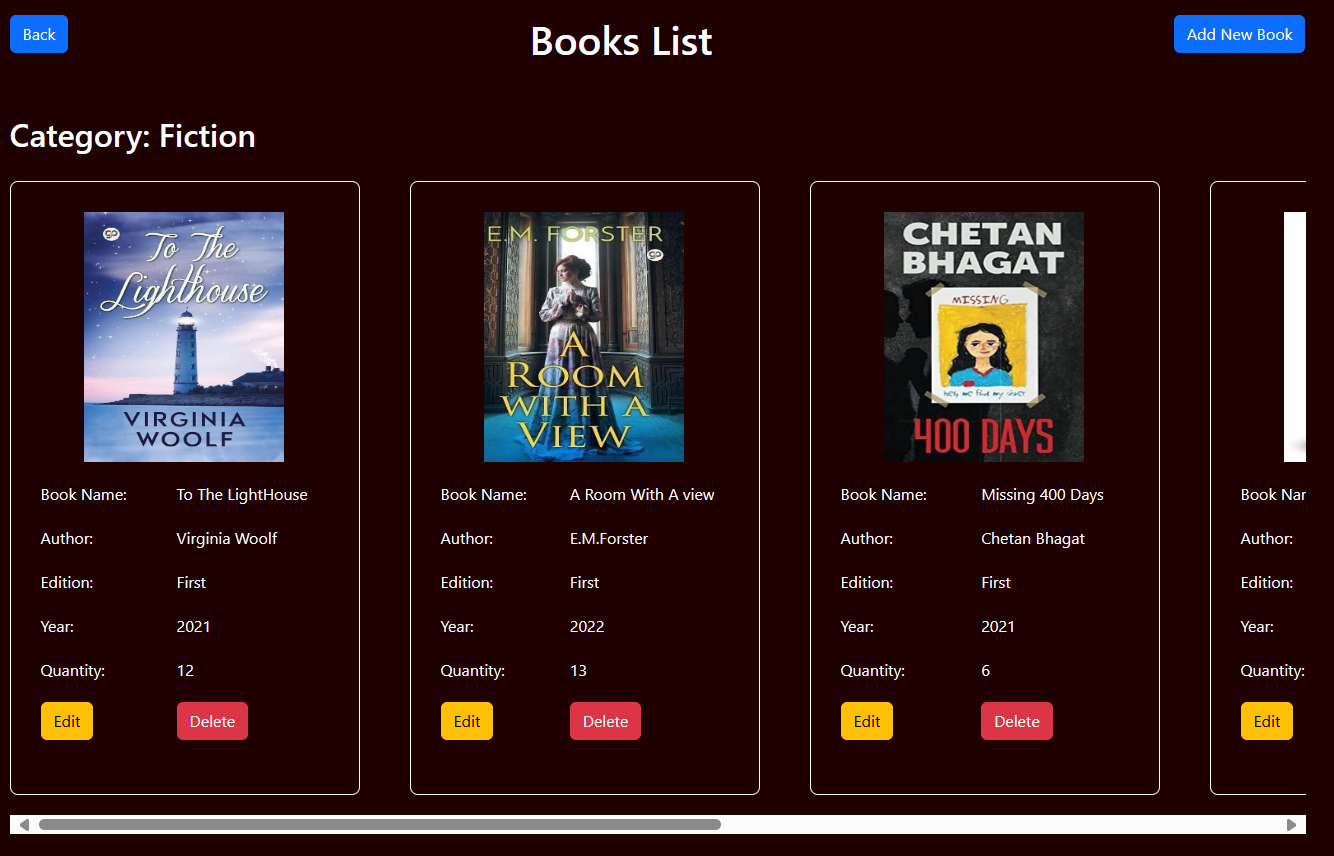 Back
Books List
Add New Book
Category: Fiction
To The
Lighthouse
VIRGINIA
WOOLF
Book Name: To The LightHouse
Author: Virginia Woolf
Edition: First
Year: 2021
Quantity: 12
Edit Delete
E.M. FORSTER
A
ROOM
WITH A
VIEW
Book Name: A Room With A view
Author: E.M.Forster
Edition: First
Year: 2022
Quantity: 13
Edit Delete
CHETAN
BHAGAT
MISSING
400 DAYS
Book Name: Missing 400 Days
Author: Chetan Bhagat
Edition: First
Year: 2021
Quantity: 6
Edit Delete
Book
Author:
Edition:
Year:
Quantity:
Edit